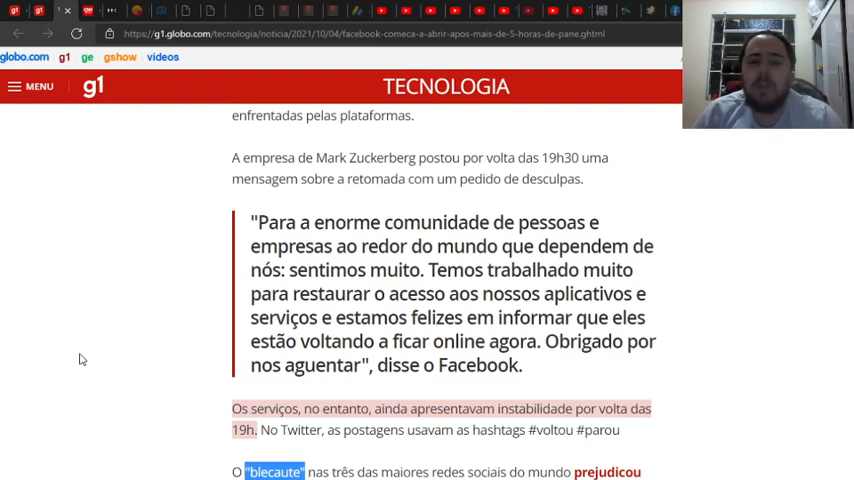 https://g1.globo.com/tecnologia/noticia/2021/10/04/facebook-comeca-a-abrir-apos-mais-de-5-horas-de-pane.ghtml
globo.com g1 ge gshow videos
MENU g1 TECNOLOGIA
enfrentadas pelas plataformas.
A empresa de Mark Zuckerberg postou por volta das 19h30 uma
mensagem sobre a retomada com um pedido de desculpas.
"Para a enorme comunidade de pessoas e
empresas ao redor do mundo que dependem de
nós: sentimos muito. Temos trabalhado muito
para restaurar o acesso aos nossos aplicativos e
serviços e estamos felizes em informar que eles
estão voltando a ficar online agora. Obrigado por
nos aguentar", disse o Facebook.
Os serviços, no entanto, ainda apresentavam instabilidade por volta das
19h. No Twitter, as postagens usavam as hashtags #voltou #parou
O "blecaute" nas três das maiores redes sociais do mundo prejudicou